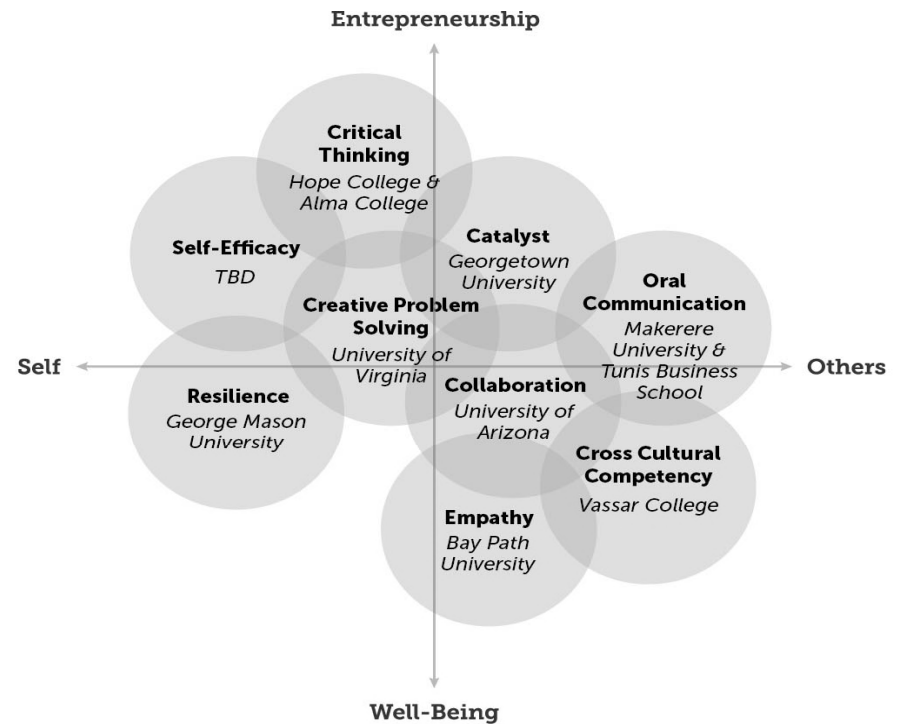 Entrepreneurship
Critical
Thinking
Hope College &
Alma College
Self-Efficacy
TBD
Catalyst
Georgetown
University
Oral
Communication
Makerere
University &
Tunis Business
School
Creative Problem
Solving
University of
Virginia
Self
Others
Resilience
George Mason
University
Collaboration
University of
Arizona
Cross Cultural
Competency
Vassar College
Empathy
Bay Path
University
Well-Being